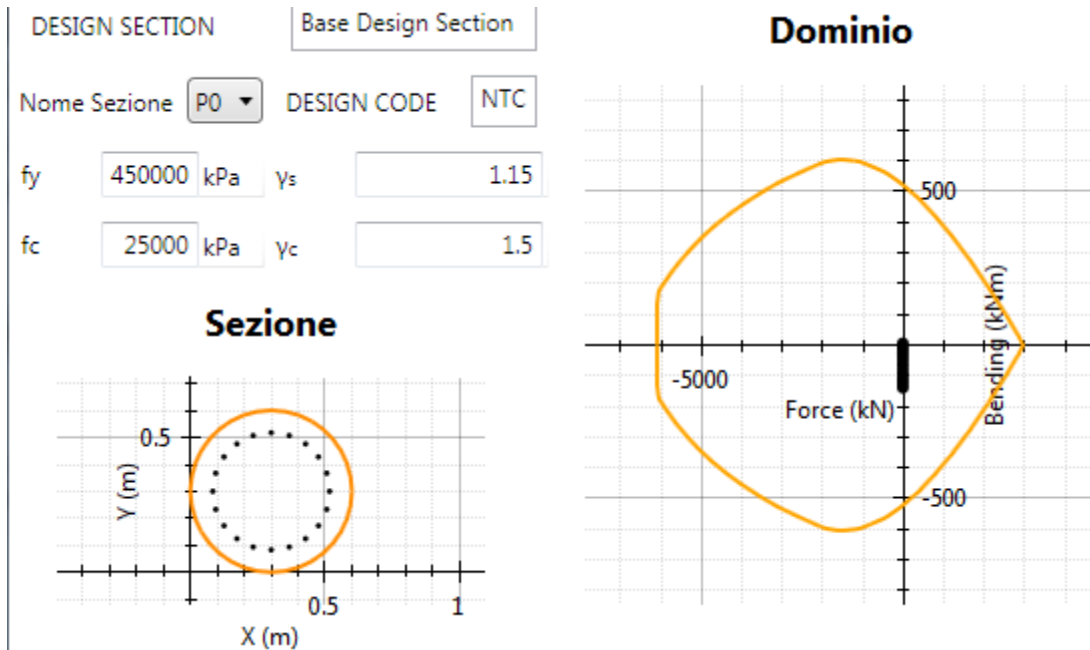 DESIGN SECTION Base Design Section
Nome Sezione P0 DESIGN CODE NTC
fy 450000 kPa γs 1.15
fc 25000 kPa γc 1.5
Sezione
0.5
Y (m)
0.5 1
X (m)
Dominio
500
-5000
Force (kN)
Bending (kNm)
-500